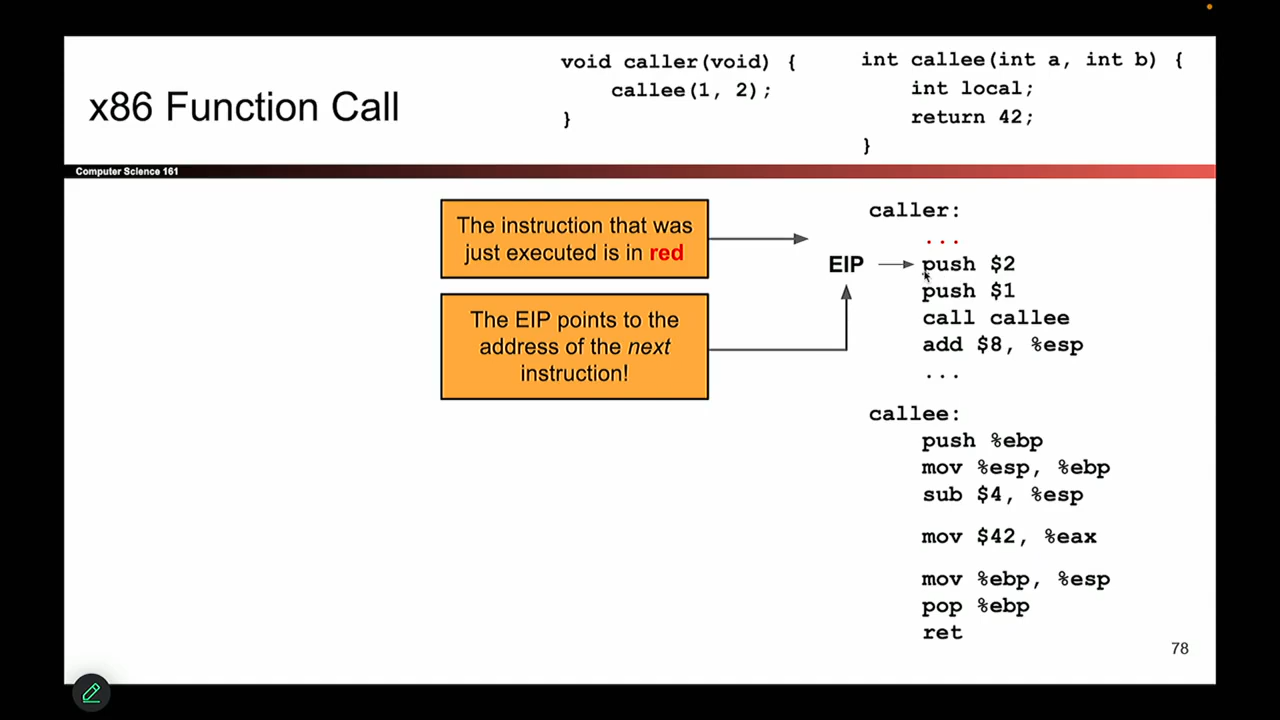 x86 Function Call
void caller(void) {
callee(1, 2);
}
int callee(int a, int b) {
int local;
return 42;
}
Computer Science 161
The instruction that was
just executed is in red
The EIP points to the
address of the next
instruction!
EIP
caller:
...
push $2
push $1
call callee
add $8, %esp
...
callee:
push %ebp
mov %esp, %ebp
sub $4, %esp
mov $42, %eax
mov %ebp, %esp
pop %ebp
ret
78